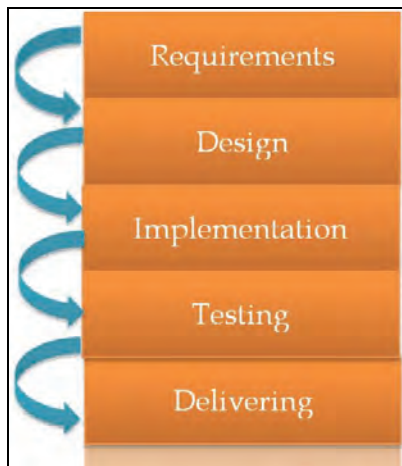 Requirements
Design
Implementation
Testing
Delivering